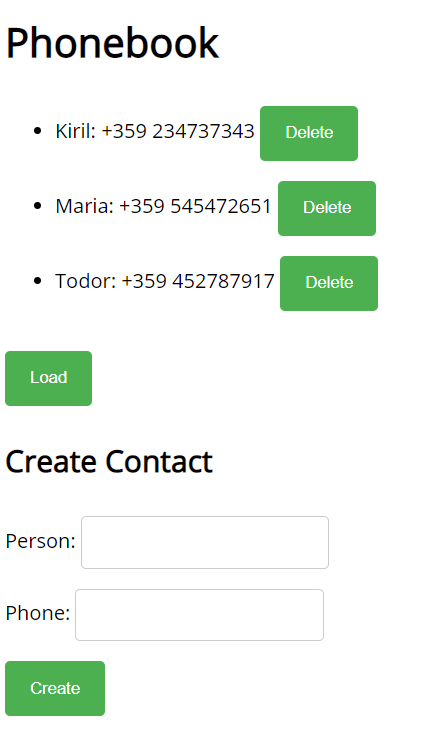 Phonebook
Kiril: +359 234737343 Delete
Maria: +359 545472651 Delete
Todor: +359 452787917 Delete
Load
Create Contact
Person:
Phone:
Create